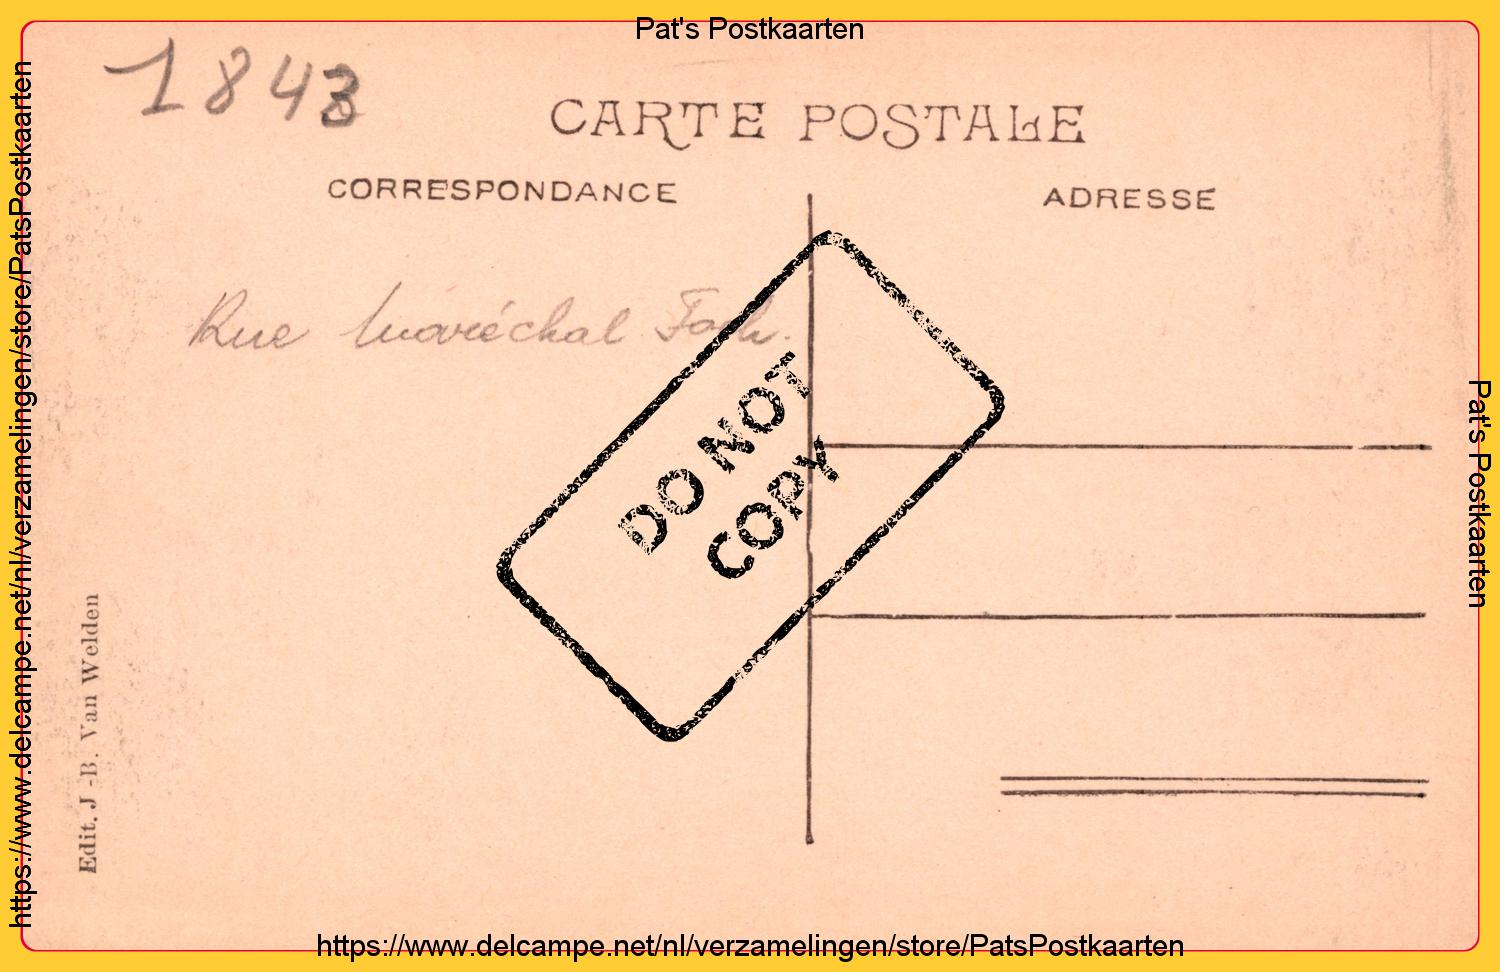 Pat's Postkaarten
1843
CARTE POSTALE
CORRESPONDANCE
ADRESSE
Rue Maréchal Foch.
DO NOT
COPY
Edit. J.-B. Van Welden
https://www.delcampe.net/nl/verzamelingen/store/PatsPostkaarten
Pat's Postkaarten
https://www.delcampe.net/nl/verzamelingen/store/PatsPostkaarten